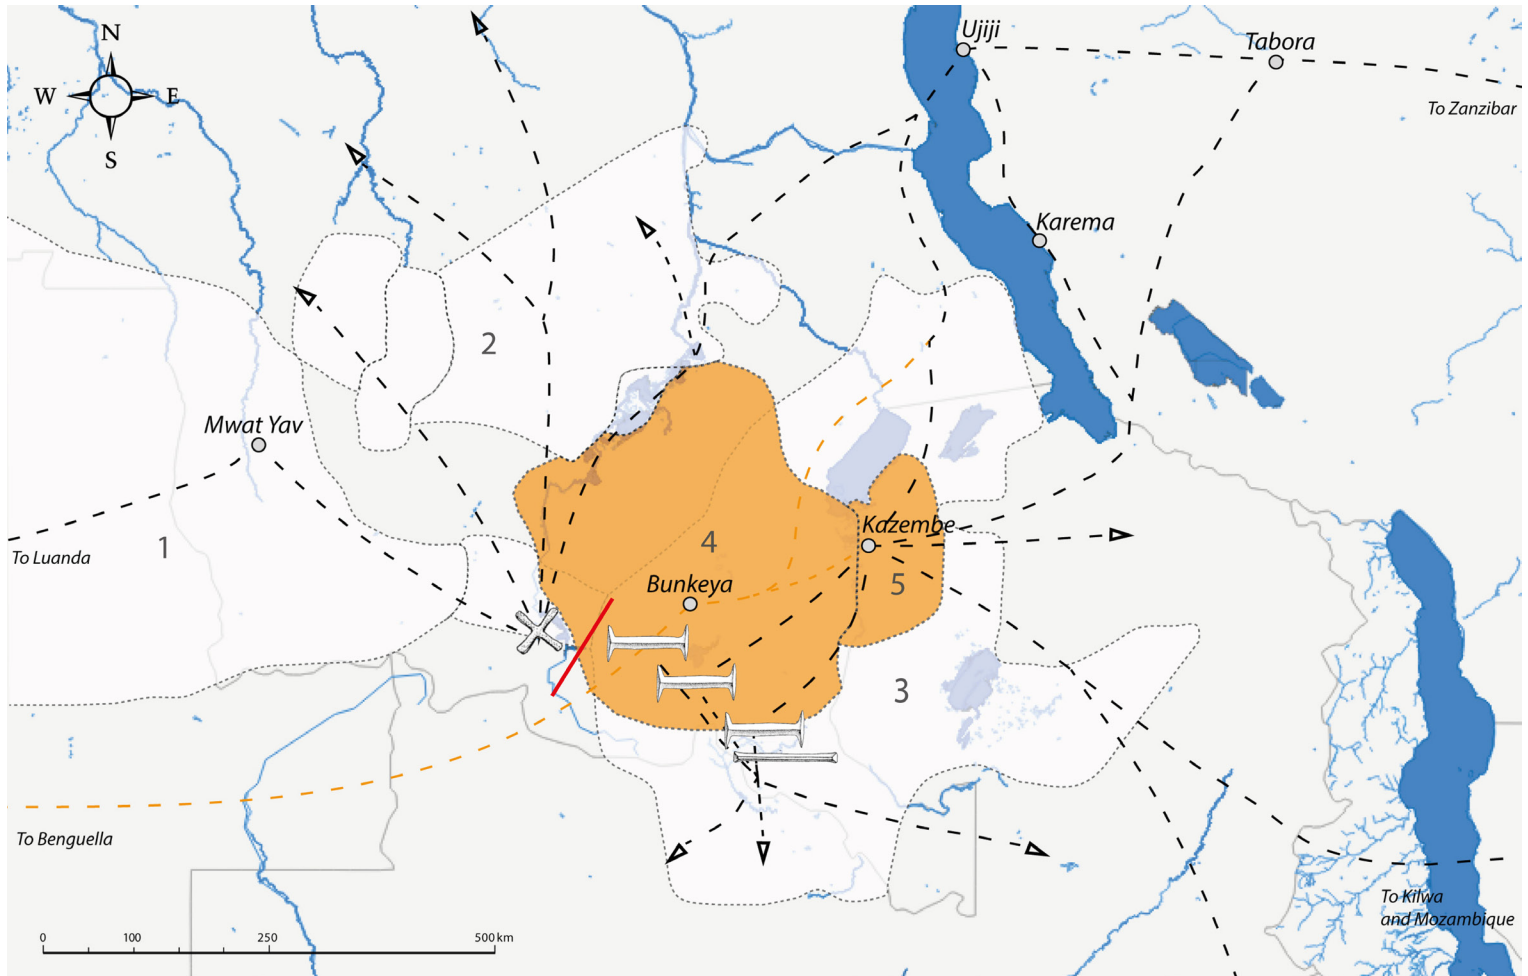 N
W E
S
Ujiji
Tabora
To Zanzibar
Karema
2
Mwat Yav
1
To Luanda
4
Kazembe
5
Bunkeya
3
To Benguella
To Kilwa
and Mozambique
0 100 250 500 km